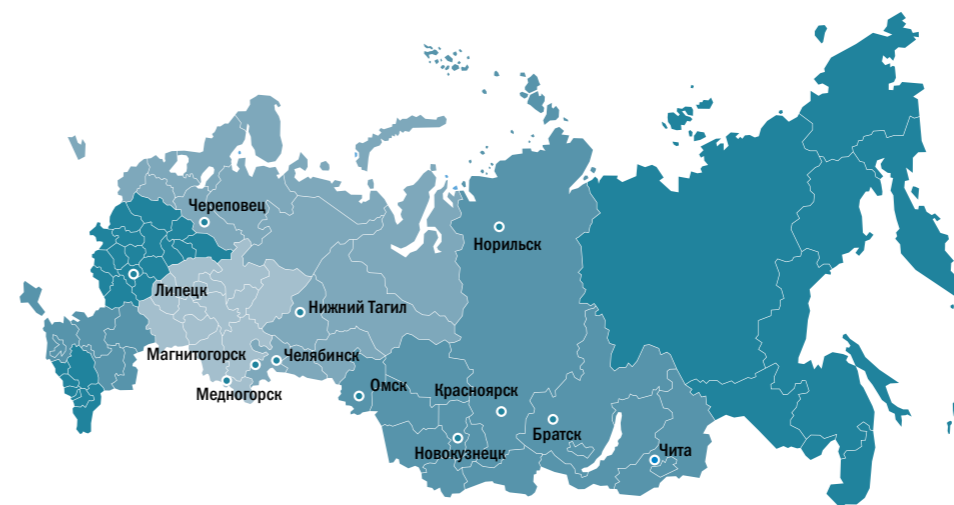 Череповец
Норильск
Липецк
Нижний Тагил
Магнитогорск
Челябинск
Медногорск
Омск
Красноярск
Братск
Новокузнецк
Чита